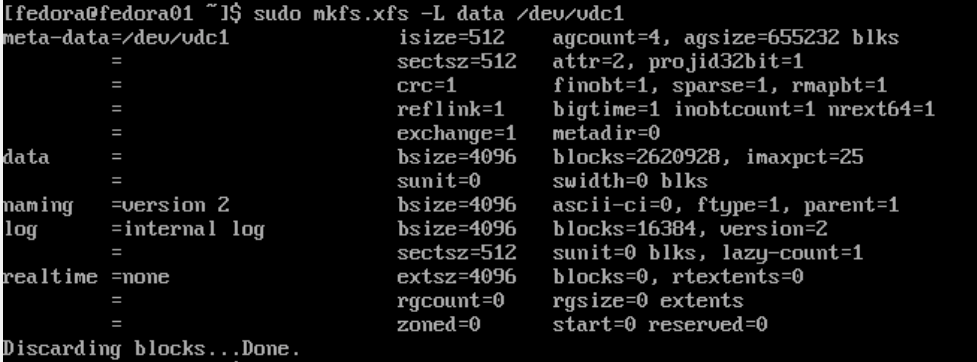 [fedora@fedora01 ~]$ sudo mkfs.xfs -L data /dev/vdc1
meta-data=/dev/vdc1              isize=512    agcount=4, agsize=655232 blks
         =                       sectsz=512   attr=2, projid32bit=1
         =                       crc=1        finobt=1, sparse=1, rmapbt=1
         =                       reflink=1    bigtime=1 inobtcount=1 nrext64=1
         =                       exchange=1   metadir=0
data     =                       bsize=4096   blocks=2620928, imaxpct=25
         =                       sunit=0      swidth=0 blks
naming   =version 2              bsize=4096   ascii-ci=0, ftype=1, parent=1
log      =internal log           bsize=4096   blocks=16384, version=2
         =                       sectsz=512   sunit=0 blks, lazy-count=1
realtime =none                   extsz=4096   blocks=0, rtextents=0
         =                       rgcount=0    rgsize=0 extents
         =                       zoned=0      start=0 reserved=0
Discarding blocks...Done.